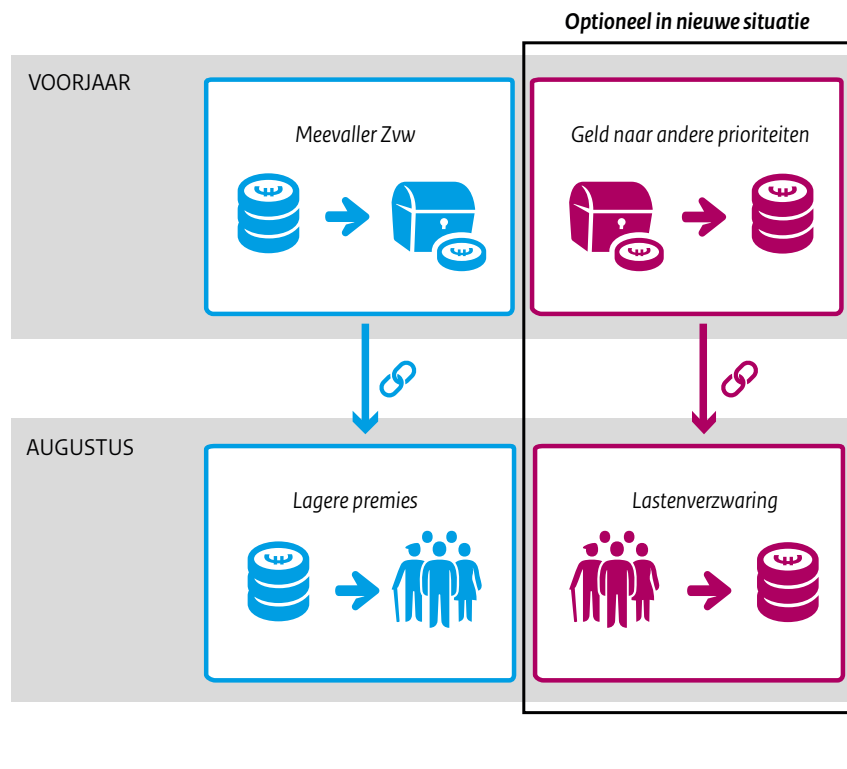 Optioneel in nieuwe situatie
VOORJAAR
Meevaller Zvw
Geld naar andere prioriteiten
AUGUSTUS
Lagere premies
Lastenverzwaring